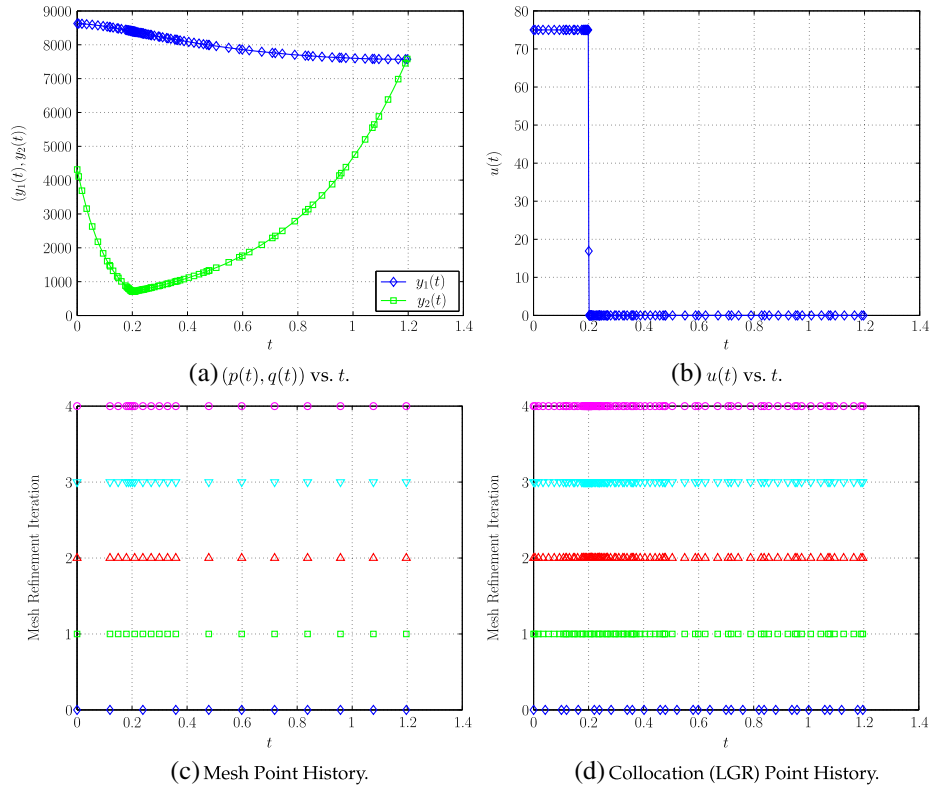 9000
8000
7000
6000
5000
4000
3000
2000
1000
0
(y₁(t), y₂(t))
y₁(t)
y₂(t)
0 0.2 0.4 0.6 0.8 1 1.2 1.4
t
(a) (p(t), q(t)) vs. t.
80
70
60
50
40
30
20
10
0
u(t)
0 0.2 0.4 0.6 0.8 1 1.2 1.4
t
(b) u(t) vs. t.
4
3
2
1
0
Mesh Refinement Iteration
0 0.2 0.4 0.6 0.8 1 1.2 1.4
t
(c) Mesh Point History.
4
3
2
1
0
Mesh Refinement Iteration
0 0.2 0.4 0.6 0.8 1 1.2 1.4
t
(d) Collocation (LGR) Point History.